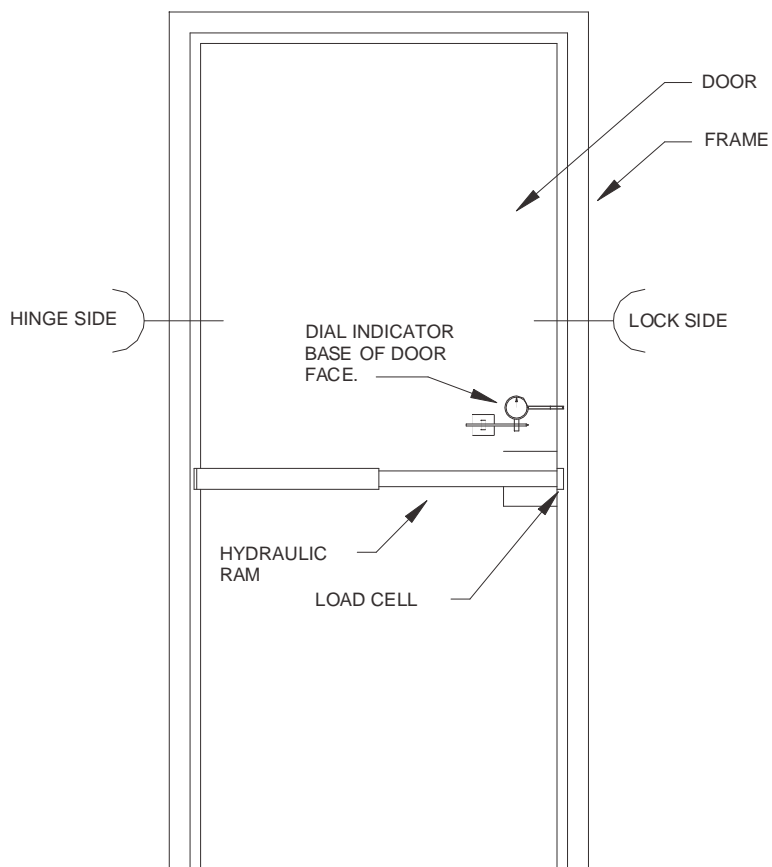 DOOR
FRAME
HINGE SIDE
LOCK SIDE
DIAL INDICATOR
BASE OF DOOR
FACE.
HYDRAULIC
RAM
LOAD CELL